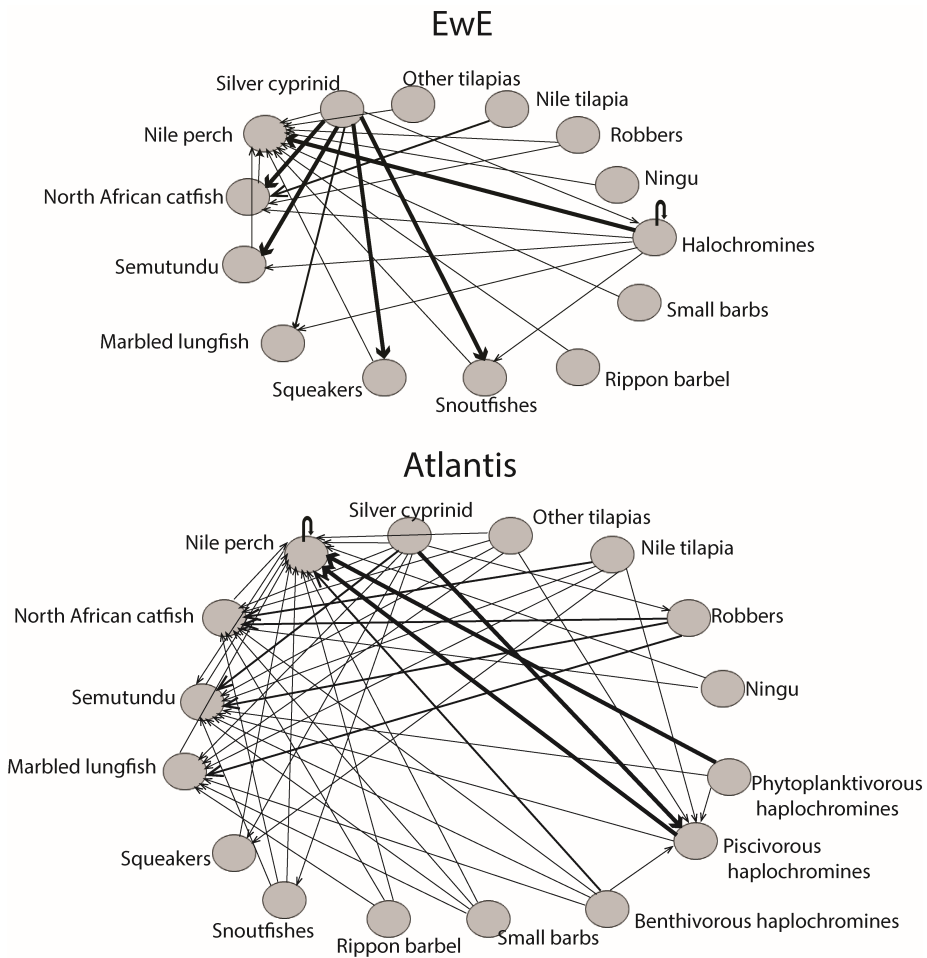 EwE
Silver cyprinid
Other tilapias
Nile tilapia
Nile perch
Robbers
North African catfish
Ningu
Halochromines
Semutundu
Small barbs
Marbled lungfish
Squeakers
Rippon barbel
Snoutfishes
Atlantis
Silver cyprinid
Other tilapias
Nile perch
Nile tilapia
North African catfish
Robbers
Semutundu
Ningu
Marbled lungfish
Phytoplanktivorous
haplochromines
Piscivorous
haplochromines
Squeakers
Snoutfishes
Rippon barbel
Small barbs
Benthivorous haplochromines